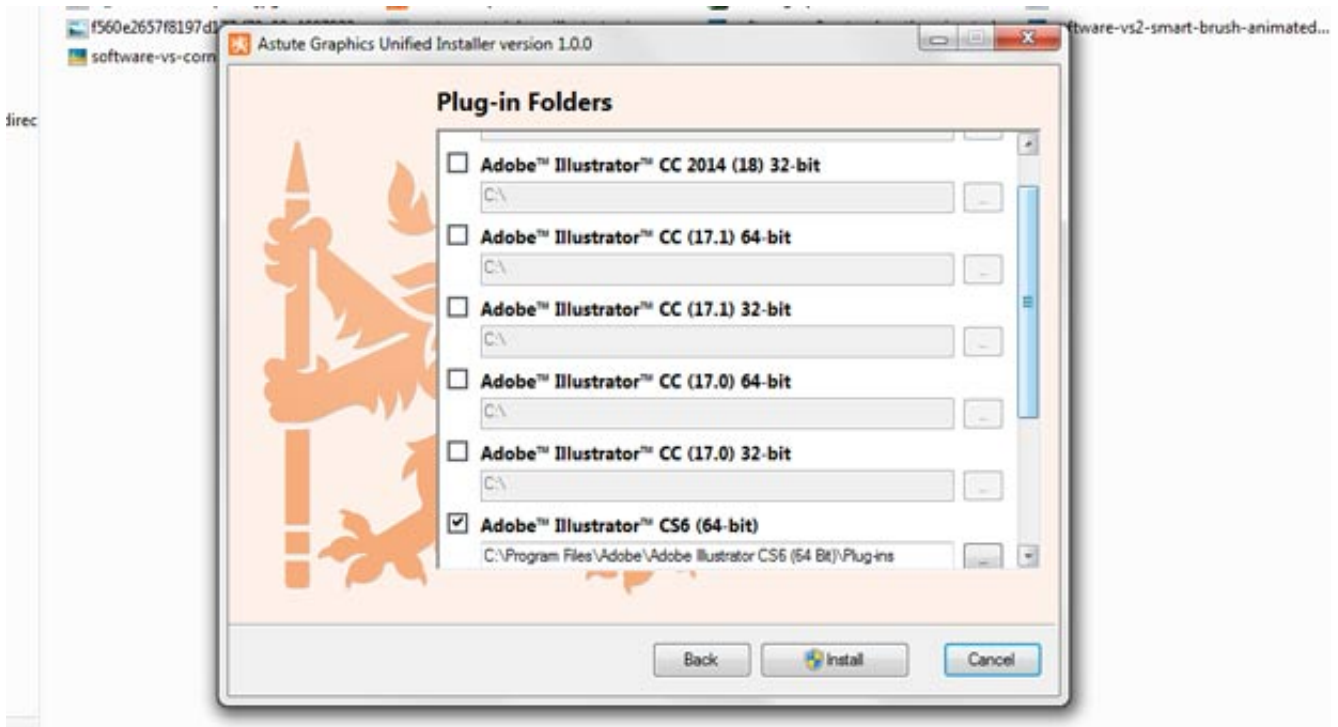 f560e2657f8197d1
software-vs-corn
ftware-vs2-smart-brush-animated...
direc
Astute Graphics Unified Installer version 1.0.0
Plug-in Folders
Adobe™ Illustrator™ CC 2014 (18) 32-bit
C:\
...
Adobe™ Illustrator™ CC (17.1) 64-bit
C:\
...
Adobe™ Illustrator™ CC (17.1) 32-bit
C:\
...
Adobe™ Illustrator™ CC (17.0) 64-bit
C:\
...
Adobe™ Illustrator™ CC (17.0) 32-bit
C:\
...
Adobe™ Illustrator™ CS6 (64-bit)
C:\Program Files\Adobe\Adobe Illustrator CS6 (64 Bit)\Plug-ins
...
Back
Install
Cancel